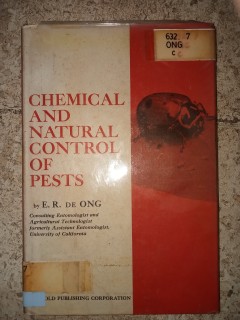 632 7
ONG
c
CHEMICAL
AND
NATURAL
CONTROL
OF
PESTS
by E. R. DE ONG
Consulting Entomologist and
Agricultural Technologist
formerly Assistant Entomologist,
University of California
OLD PUBLISHING CORPORATION